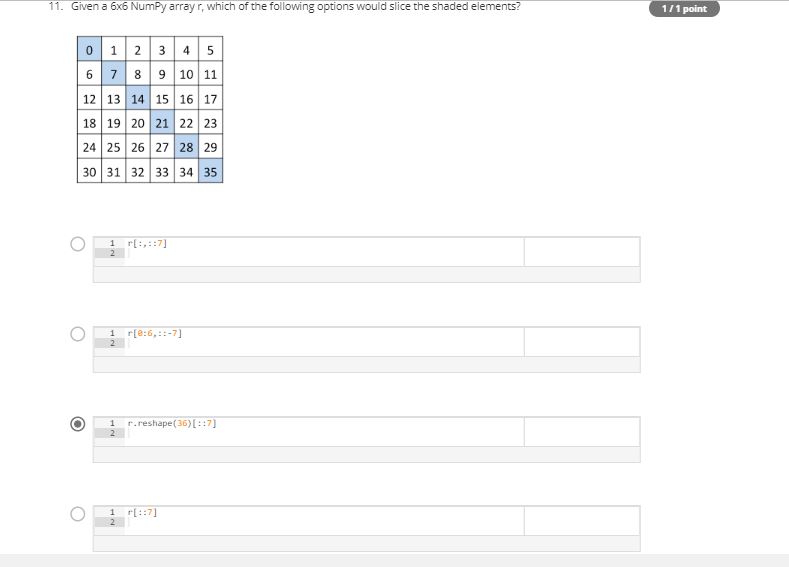 11. Given a 6x6 NumPy array r, which of the following options would slice the shaded elements?
1 / 1 point
0 1 2 3 4 5
6 7 8 9 10 11
12 13 14 15 16 17
18 19 20 21 22 23
24 25 26 27 28 29
30 31 32 33 34 35
1 r[:,::7]
2
1 r[0:6,::-7]
2
1 r.reshape(36)[::7]
2
1 r[::7]
2